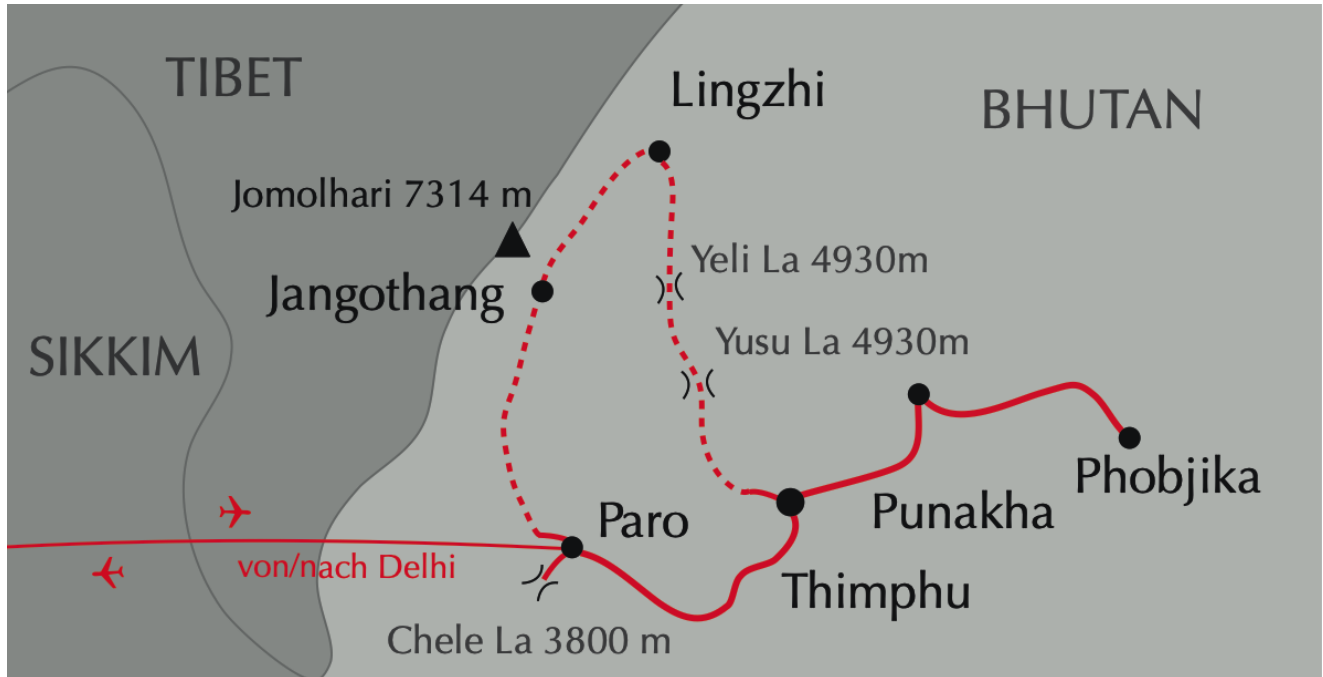 TIBET
Lingzhi
BHUTAN
Jomolhari 7314 m
Yeli La 4930m
Jangothang
SIKKIM
Yusu La 4930m
Phobjika
Punakha
Paro
von/nach Delhi
Thimphu
Chele La 3800 m